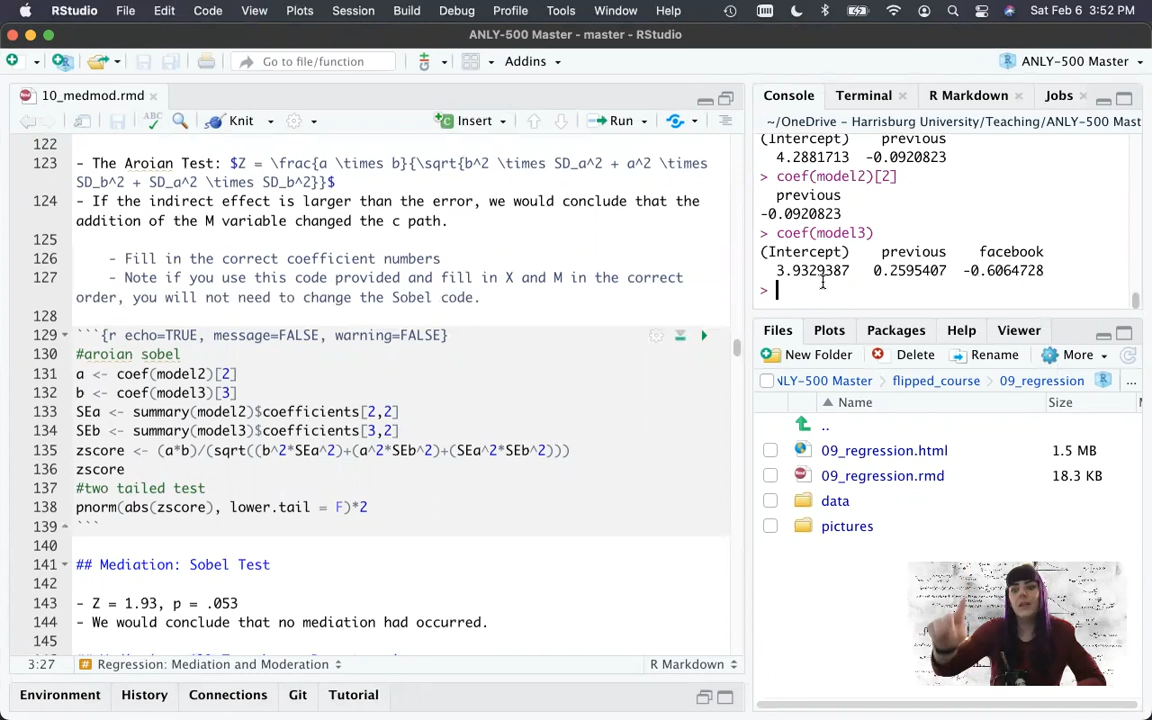 RStudio File Edit Code View Plots Session Build Debug Profile Tools Window Help Sat Feb 6 3:52 PM
ANLY-500 Master - master - RStudio
Go to file/function Addins ANLY-500 Master
10_medmod.rmd
Knit Insert Run
122
123 - The Aroian Test: $Z = \frac{a \times b}{\sqrt{b^2 \times SD_a^2 + a^2 \times
SD_b^2 + SD_a^2 \times SD_b^2}}$
124 - If the indirect effect is larger than the error, we would conclude that the
addition of the M variable changed the c path.
125
126 - Fill in the correct coefficient numbers
127 - Note if you use this code provided and fill in X and M in the correct
order, you will not need to change the Sobel code.
128
129 ```{r echo=TRUE, message=FALSE, warning=FALSE}
130 #aroian sobel
131 a <- coef(model2)[2]
132 b <- coef(model3)[3]
133 SEa <- summary(model2)$coefficients[2,2]
134 SEb <- summary(model3)$coefficients[3,2]
135 zscore <- (a*b)/(sqrt((b^2*SEa^2)+(a^2*SEb^2)+(SEa^2*SEb^2)))
136 zscore
137 #two tailed test
138 pnorm(abs(zscore), lower.tail = F)*2
139 ```
140
141 ## Mediation: Sobel Test
142
143 - Z = 1.93, p = .053
144 - We would conclude that no mediation had occurred.
145
3:27 Regression: Mediation and Moderation R Markdown
Environment History Connections Git Tutorial
Console Terminal R Markdown Jobs
~/OneDrive - Harrisburg University/Teaching/ANLY-500 Mast
(Intercept) previous
4.2881713 -0.0920823
> coef(model2)[2]
previous
-0.0920823
> coef(model3)
(Intercept) previous facebook
3.9329387 0.2595407 -0.6064728
>
Files Plots Packages Help Viewer
New Folder Delete Rename More
NLY-500 Master flipped_course 09_regression ...
Name Size
..
09_regression.html 1.5 MB
09_regression.rmd 18.3 KB
data
pictures